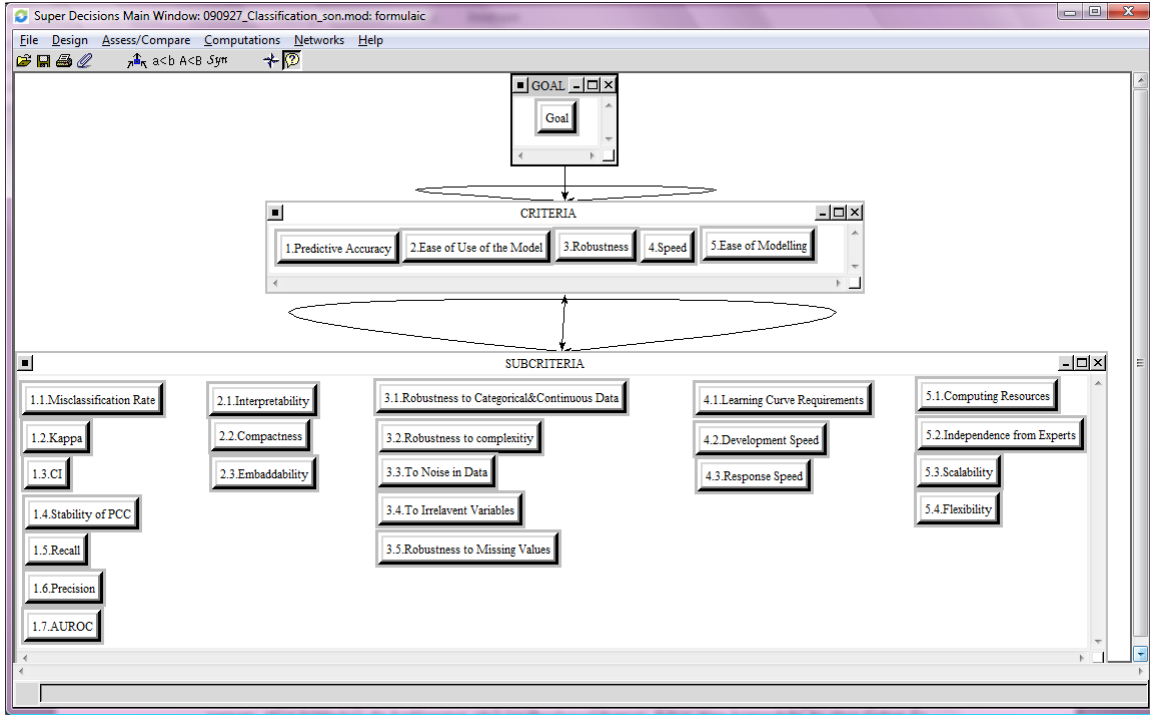 Super Decisions Main Window: 090927_Classification_son.mod: formulaic
File Design Assess/Compare Computations Networks Help
a<b A<B Syn
GOAL
Goal
CRITERIA
1.Predictive Accuracy 2.Ease of Use of the Model 3.Robustness 4.Speed 5.Ease of Modelling
SUBCRITERIA
1.1.Misclassification Rate
1.2.Kappa
1.3.CI
1.4.Stability of PCC
1.5.Recall
1.6.Precision
1.7.AUROC
2.1.Interpretability
2.2.Compactness
2.3.Embaddability
3.1.Robustness to Categorical&Continuous Data
3.2.Robustness to complexitiy
3.3.To Noise in Data
3.4.To Irrelavent Variables
3.5.Robustness to Missing Values
4.1.Learning Curve Requirements
4.2.Development Speed
4.3.Response Speed
5.1.Computing Resources
5.2.Independence from Experts
5.3.Scalability
5.4.Flexibility